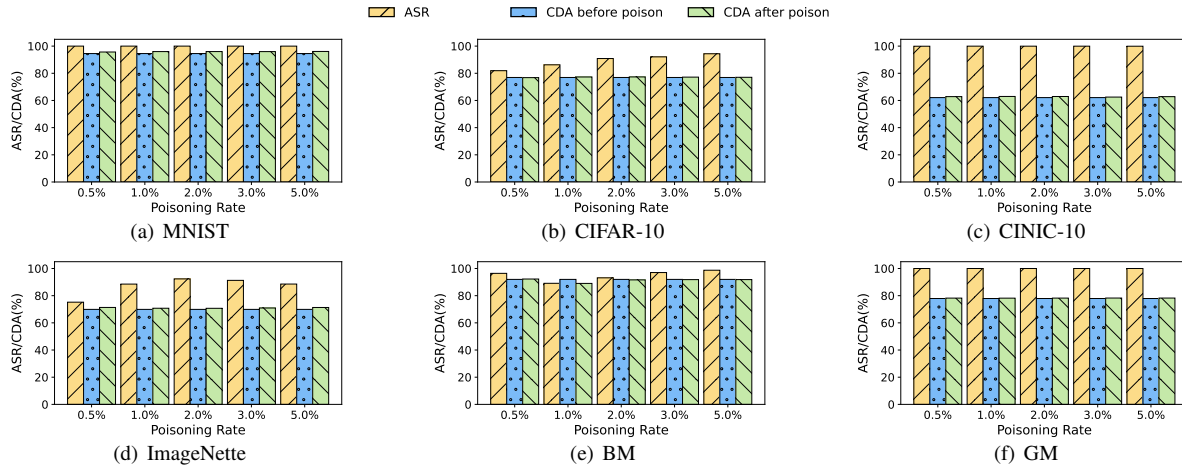 ASR CDA before poison CDA after poison
ASR/CDA(%)
100
80
60
40
20
0
0.5% 1.0% 2.0% 3.0% 5.0%
Poisoning Rate
(a) MNIST
ASR/CDA(%)
100
80
60
40
20
0
0.5% 1.0% 2.0% 3.0% 5.0%
Poisoning Rate
(b) CIFAR-10
ASR/CDA(%)
100
80
60
40
20
0
0.5% 1.0% 2.0% 3.0% 5.0%
Poisoning Rate
(c) CINIC-10
ASR/CDA(%)
100
80
60
40
20
0
0.5% 1.0% 2.0% 3.0% 5.0%
Poisoning Rate
(d) ImageNette
ASR/CDA(%)
100
80
60
40
20
0
0.5% 1.0% 2.0% 3.0% 5.0%
Poisoning Rate
(e) BM
ASR/CDA(%)
100
80
60
40
20
0
0.5% 1.0% 2.0% 3.0% 5.0%
Poisoning Rate
(f) GM